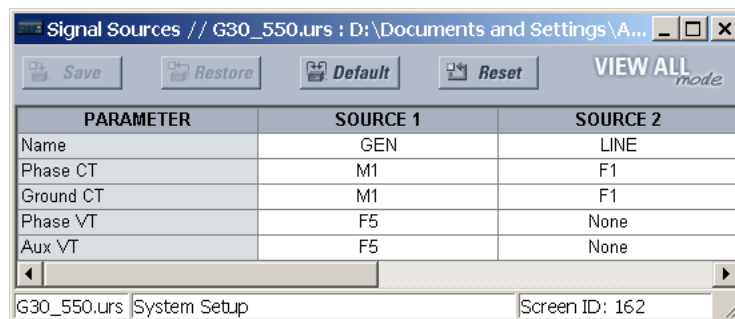 Signal Sources // G30_550.urs : D:\Documents and Settings\A...
Save Restore Default Reset VIEW ALL mode
PARAMETER SOURCE 1 SOURCE 2
Name GEN LINE
Phase CT M1 F1
Ground CT M1 F1
Phase VT F5 None
Aux VT F5 None
G30_550.urs System Setup Screen ID: 162